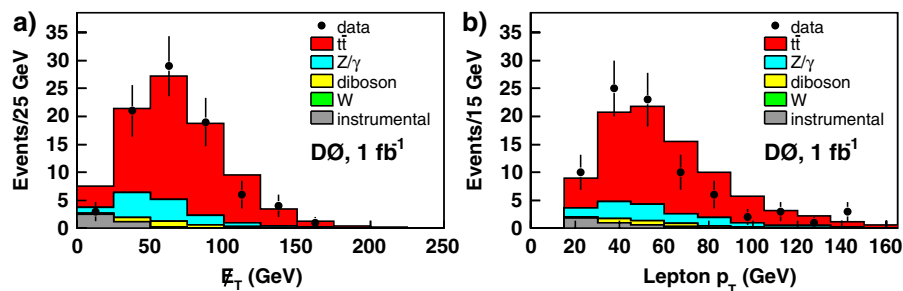 a)
Events/25 GeV
35
30
25
20
15
10
5
0
data
tt̄
Z/γ
diboson
W
instrumental
DØ, 1 fb⁻¹
0 50 100 150 200 250
E̸_T (GeV)
b)
Events/15 GeV
35
30
25
20
15
10
5
0
data
tt̄
Z/γ
diboson
W
instrumental
DØ, 1 fb⁻¹
0 20 40 60 80 100 120 140 160
Lepton p_T (GeV)